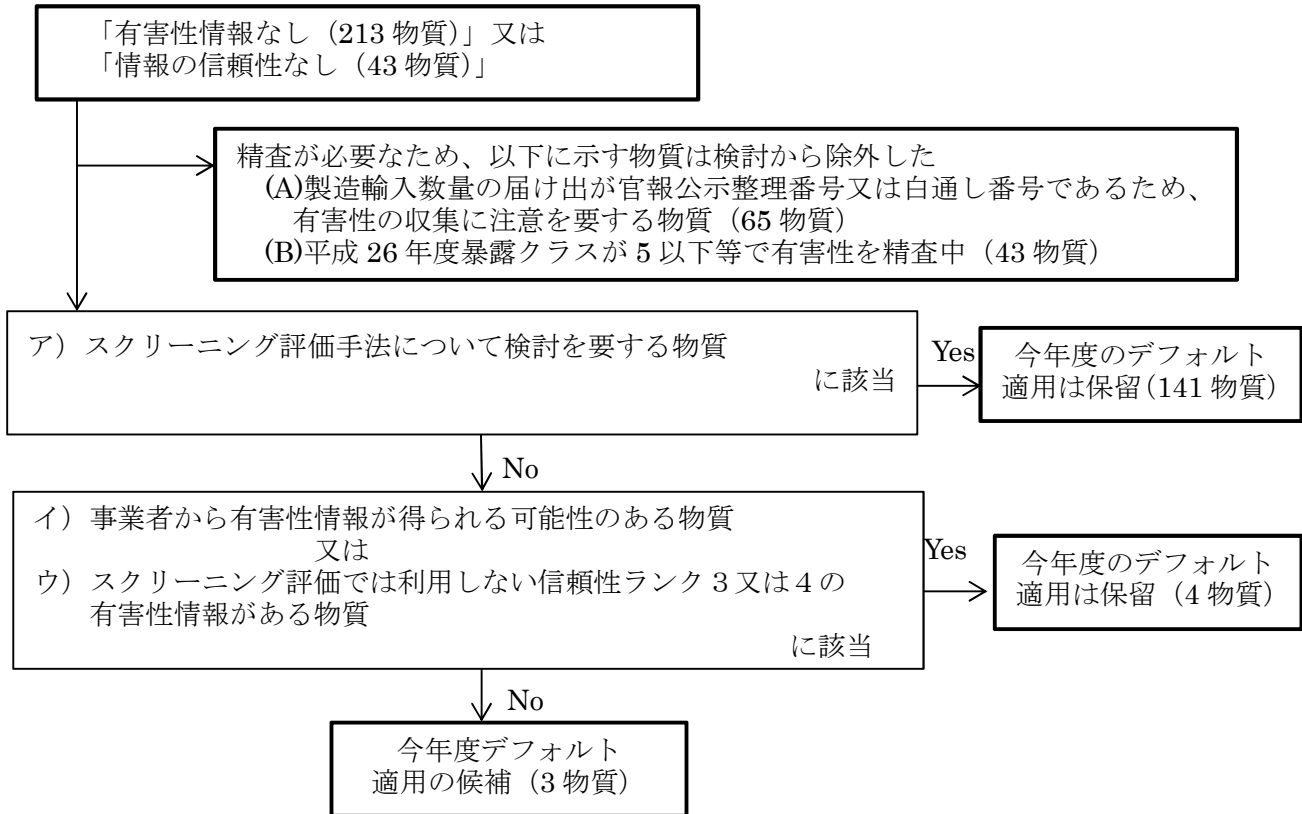 「有害性情報なし（213 物質）」又は
「情報の信頼性なし（43 物質）」
精査が必要なため、以下に示す物質は検討から除外した
(A)製造輸入数量の届け出が官報公示整理番号又は白通し番号であるため、
有害性の収集に注意を要する物質（65 物質）
(B)平成 26 年度暴露クラスが 5 以下等で有害性を精査中（43 物質）
ア）スクリーニング評価手法について検討を要する物質
に該当
Yes
今年度のデフォルト
適用は保留（141 物質）
No
イ）事業者から有害性情報が得られる可能性のある物質
又は
ウ）スクリーニング評価では利用しない信頼性ランク３又は４の
有害性情報がある物質
に該当
Yes
今年度のデフォルト
適用は保留（4 物質）
No
今年度デフォルト
適用の候補（3 物質）